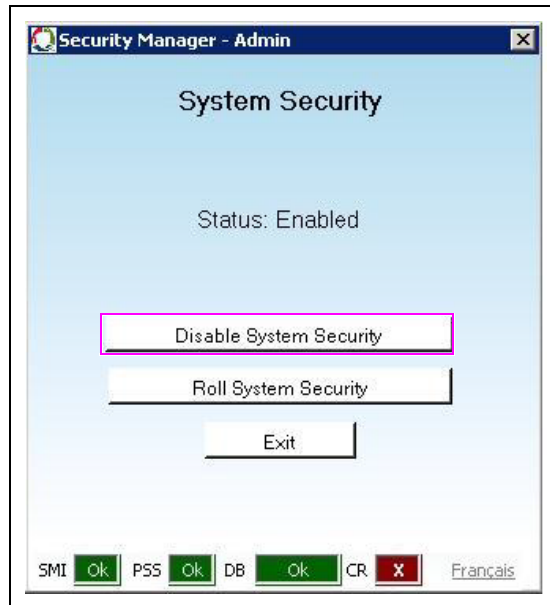 Security Manager - Admin
System Security
Status: Enabled
Disable System Security
Roll System Security
Exit
SMI Ok PSS Ok DB Ok CR X Français